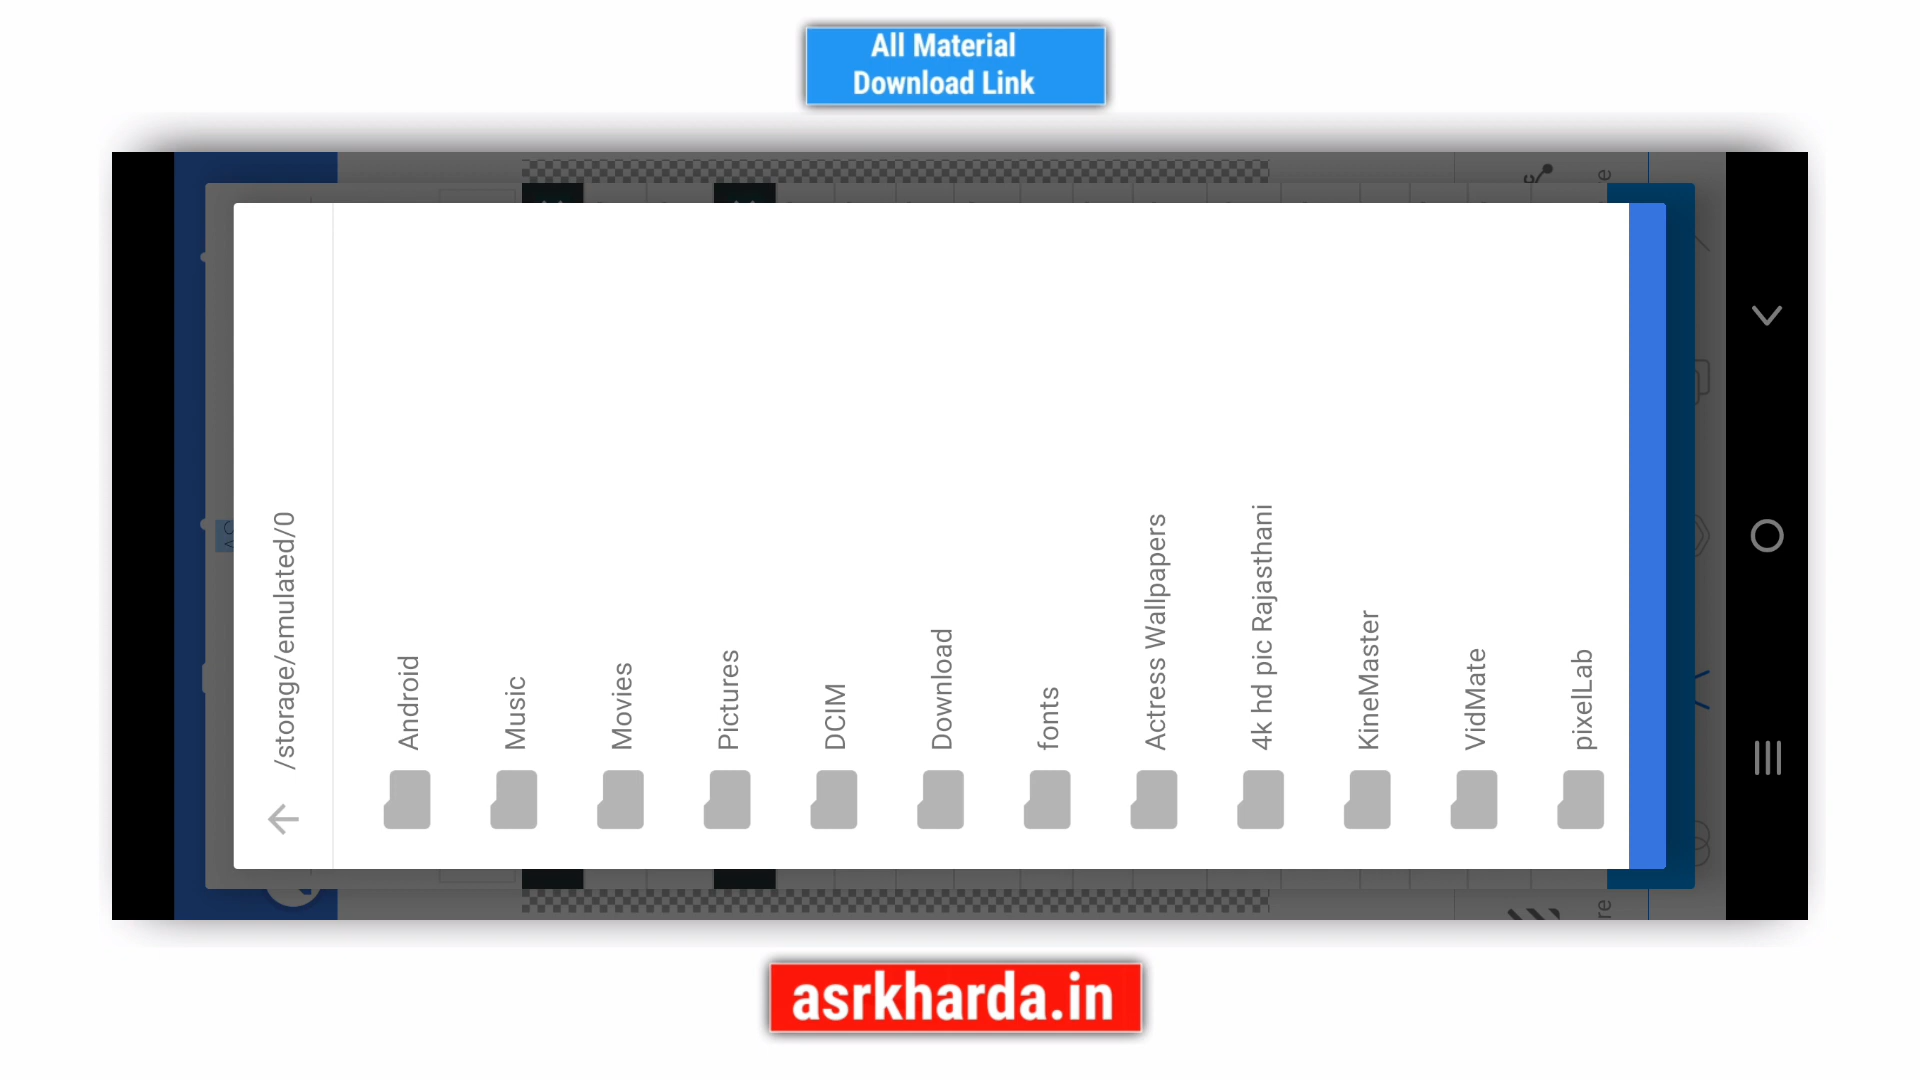 All Material
Download Link
/storage/emulated/0
Android
Music
Movies
Pictures
DCIM
Download
fonts
Actress Wallpapers
4k hd pic Rajasthani
KineMaster
VidMate
pixelLab
asrkharda.in